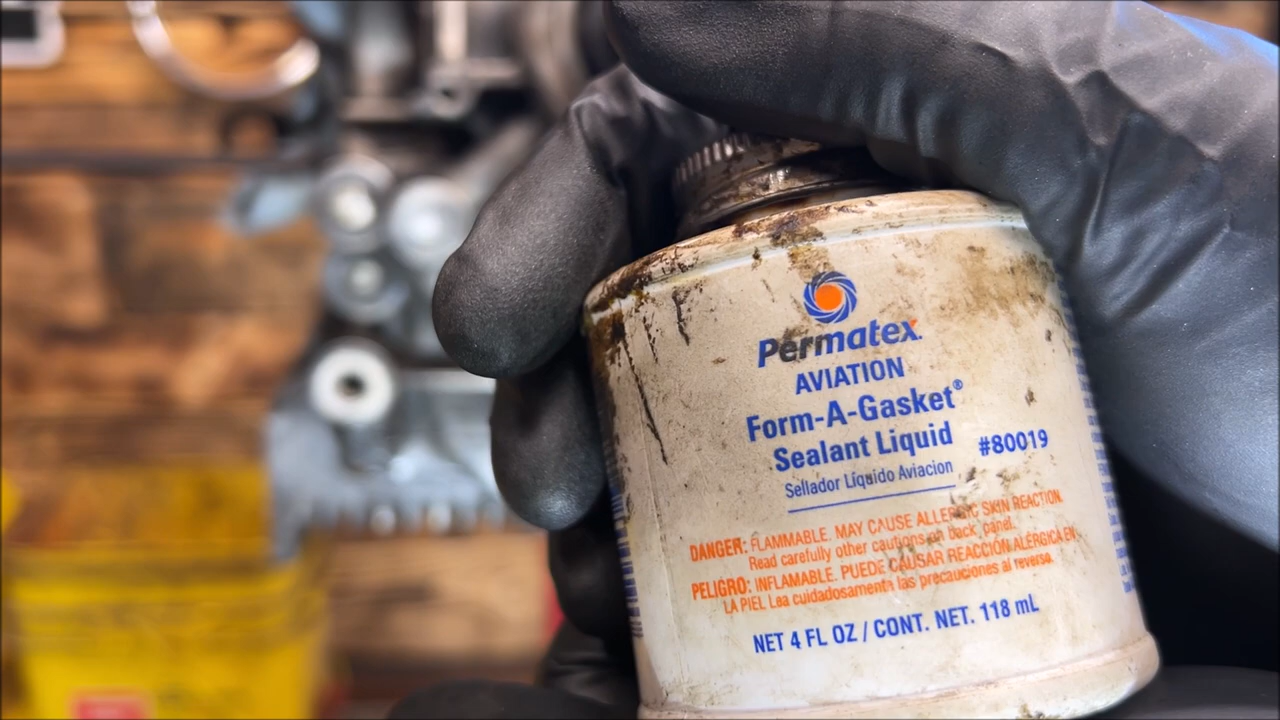 Permatex
AVIATION
Form-A-Gasket®
Sealant Liquid #80019
Sellador Líquido Aviacion
DANGER: FLAMMABLE. MAY CAUSE ALLERGIC SKIN REACTION.
Read carefully other cautions on back panel.
PELIGRO: INFLAMABLE. PUEDE CAUSAR REACCIÓN ALÉRGICA EN
LA PIEL Lea cuidadosamente las precauciones al reverso.
NET 4 FL OZ / CONT. NET. 118 mL